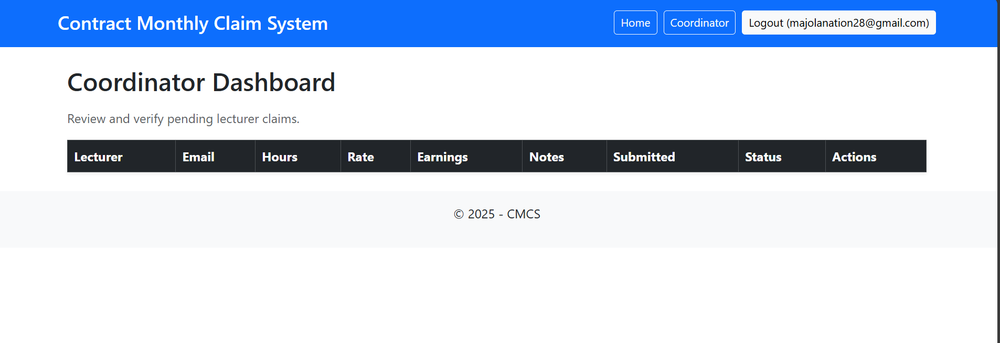 Contract Monthly Claim System
Home Coordinator Logout (majolanation28@gmail.com)
Coordinator Dashboard
Review and verify pending lecturer claims.
Lecturer Email Hours Rate Earnings Notes Submitted Status Actions
© 2025 - CMCS